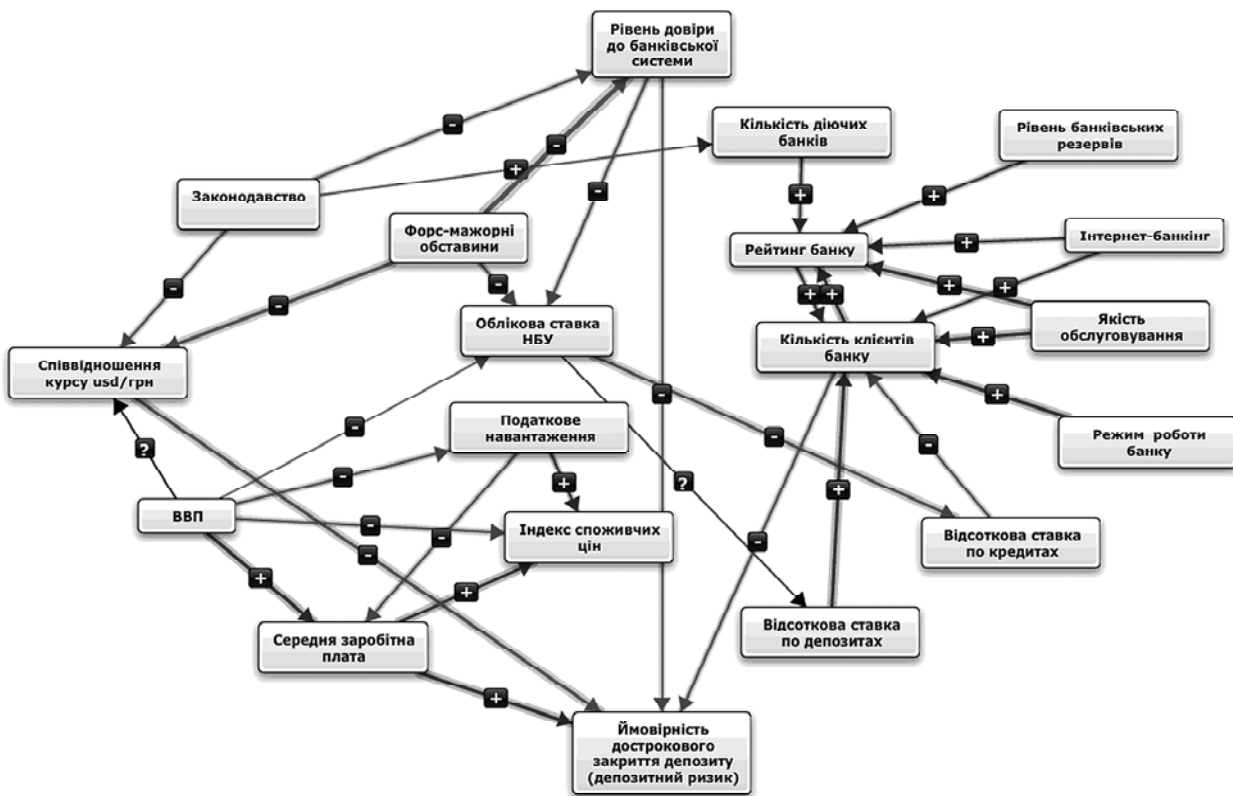 Рівень довіри
до банківської
системи
Кількість діючих
банків
Рівень банківських
резервів
Законодавство
Форс-мажорні
обставини
Рейтинг банку
Інтернет-банкінг
Облікова ставка
НБУ
Кількість клієнтів
банку
Якість
обслуговування
Співвідношення
курсу usd/грн
Податкове
навантаження
Режим роботи
банку
ВВП
Індекс споживчих
цін
Відсоткова ставка
по кредитах
Середня заробітна
плата
Відсоткова ставка
по депозитах
Ймовірність
дострокового
закриття депозиту
(депозитний ризик)
-
-
+
-
+
+
-
-
-
+
+
+
+
+
+
+
-
-
?
-
-
+
-
-
?
+
-
-
-
+
+
-
+